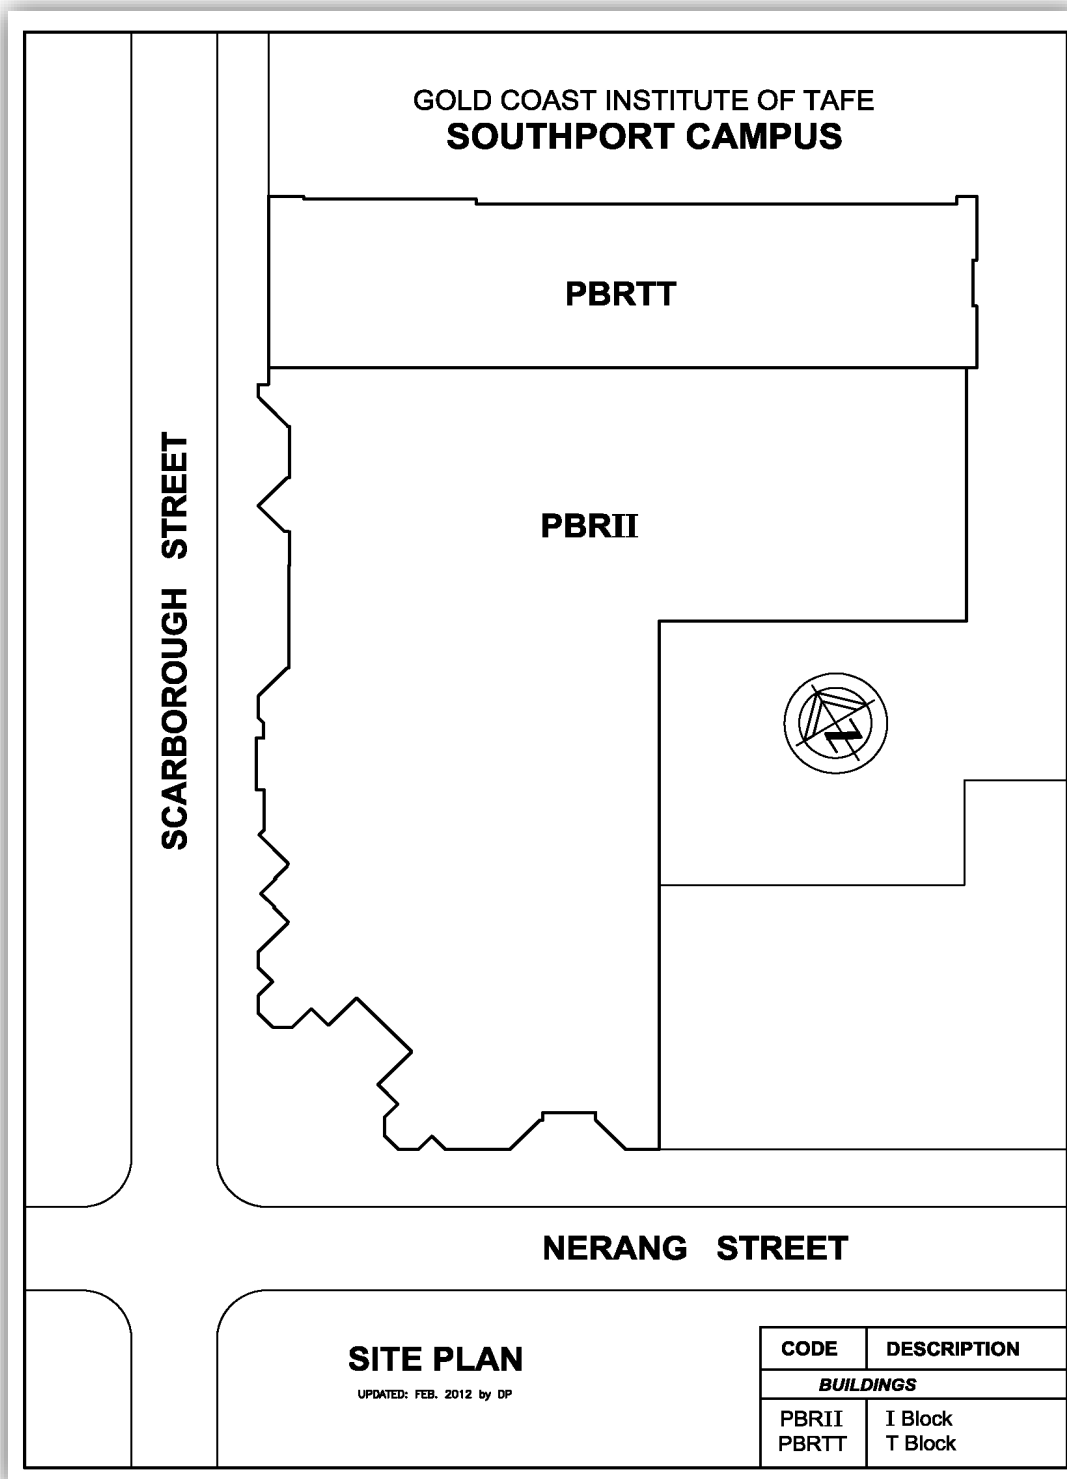 GOLD COAST INSTITUTE OF TAFE
SOUTHPORT CAMPUS
PBRTT
PBRII
SCARBOROUGH STREET
N
NERANG STREET
SITE PLAN
UPDATED: FEB. 2012 by DP
CODE DESCRIPTION
BUILDINGS
PBRII I Block
PBRTT T Block